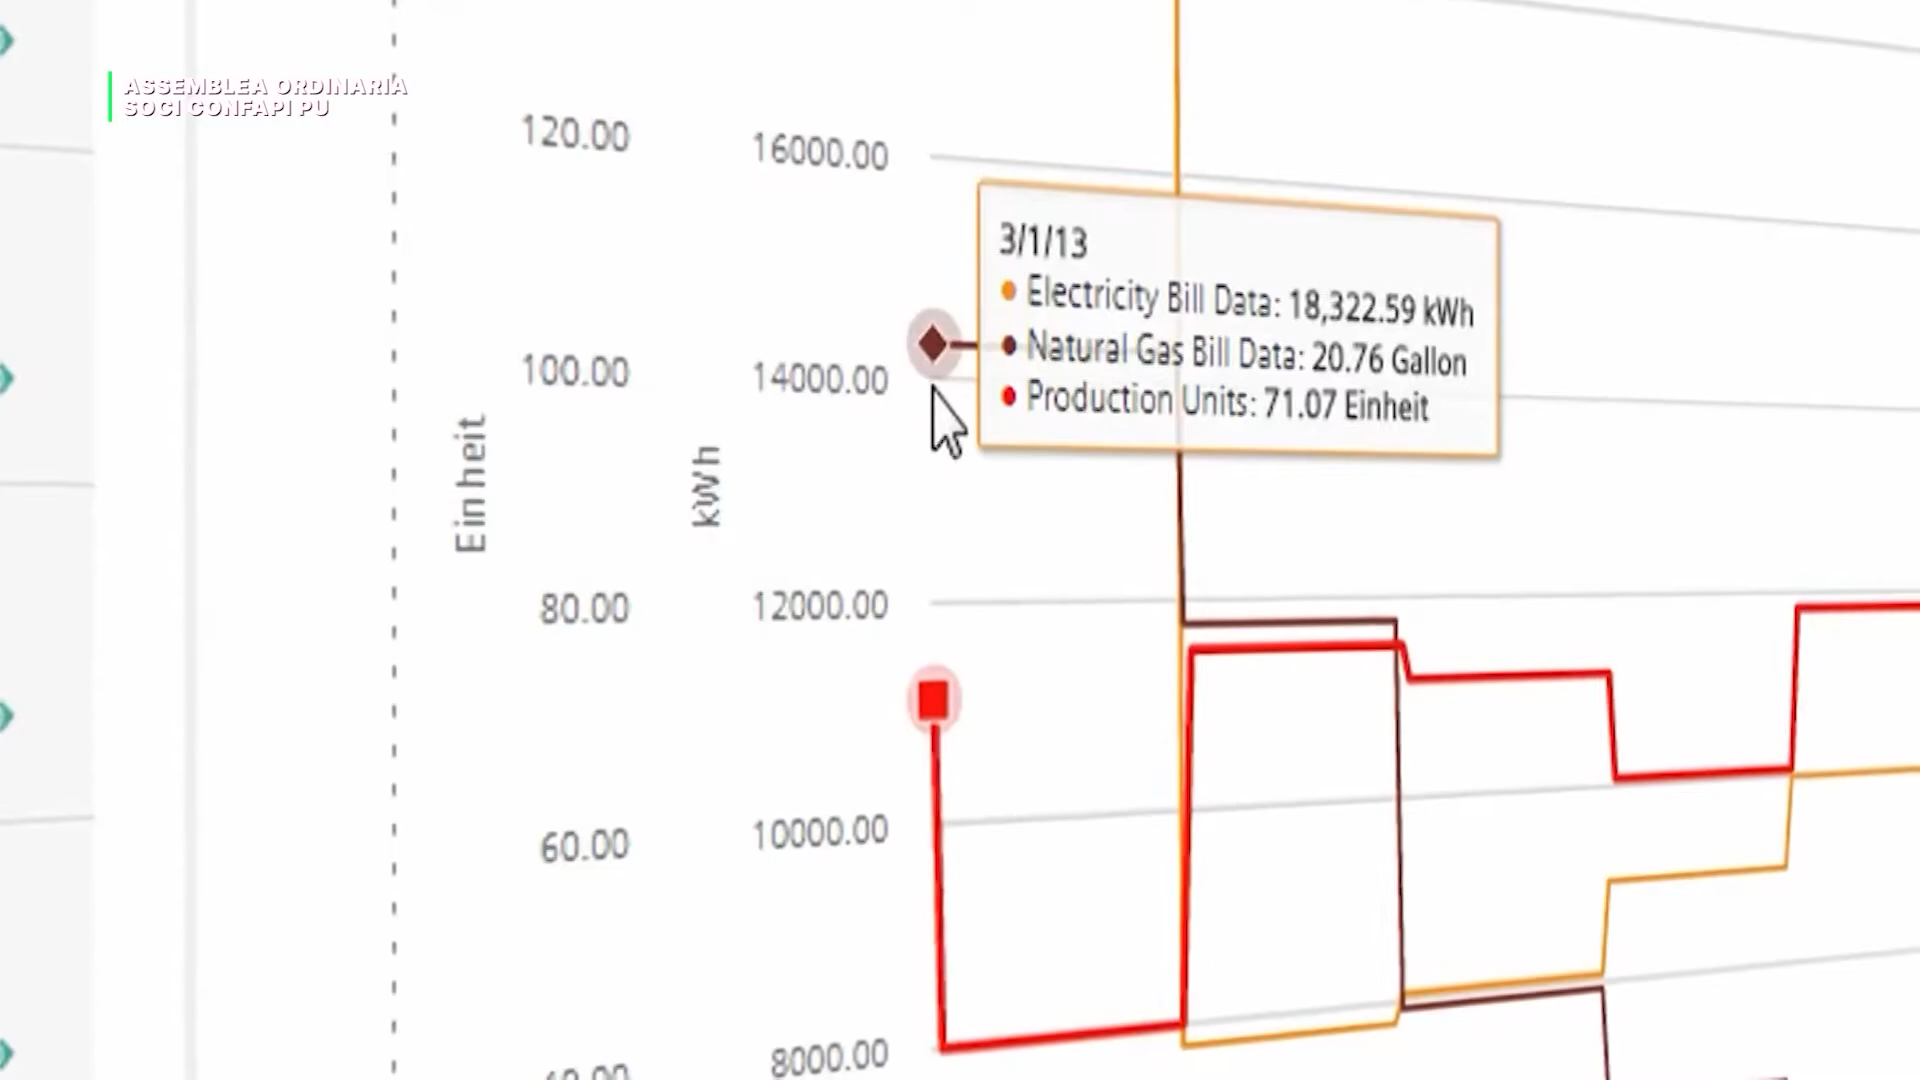 ASSEMBLEA ORDINARIA
SOCI CONFAPI PU
120.00
16000.00
3/1/13
Electricity Bill Data: 18,322.59 kWh
Natural Gas Bill Data: 20.76 Gallon
Production Units: 71.07 Einheit
100.00
14000.00
Einheit
kWh
80.00
12000.00
60.00
10000.00
8000.00